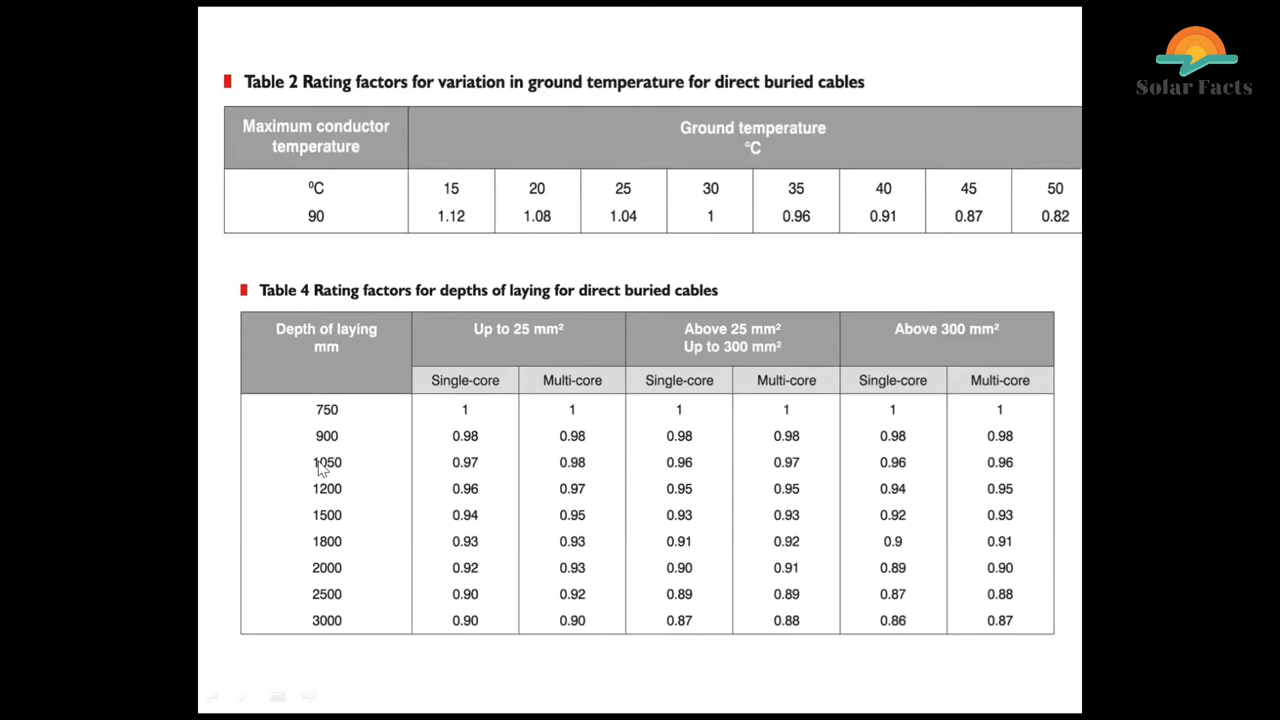 Solar Facts
Table 2 Rating factors for variation in ground temperature for direct buried cables
Maximum conductor temperature Ground temperature °C
⁰C 15 20 25 30 35 40 45 50
90 1.12 1.08 1.04 1 0.96 0.91 0.87 0.82
Table 4 Rating factors for depths of laying for direct buried cables
Depth of laying mm Up to 25 mm² Above 25 mm² Up to 300 mm² Above 300 mm²
Single-core Multi-core Single-core Multi-core Single-core Multi-core
750 1 1 1 1 1 1
900 0.98 0.98 0.98 0.98 0.98 0.98
1050 0.97 0.98 0.96 0.97 0.96 0.96
1200 0.96 0.97 0.95 0.95 0.94 0.95
1500 0.94 0.95 0.93 0.93 0.92 0.93
1800 0.93 0.93 0.91 0.92 0.9 0.91
2000 0.92 0.93 0.90 0.91 0.89 0.90
2500 0.90 0.92 0.89 0.89 0.87 0.88
3000 0.90 0.90 0.87 0.88 0.86 0.87